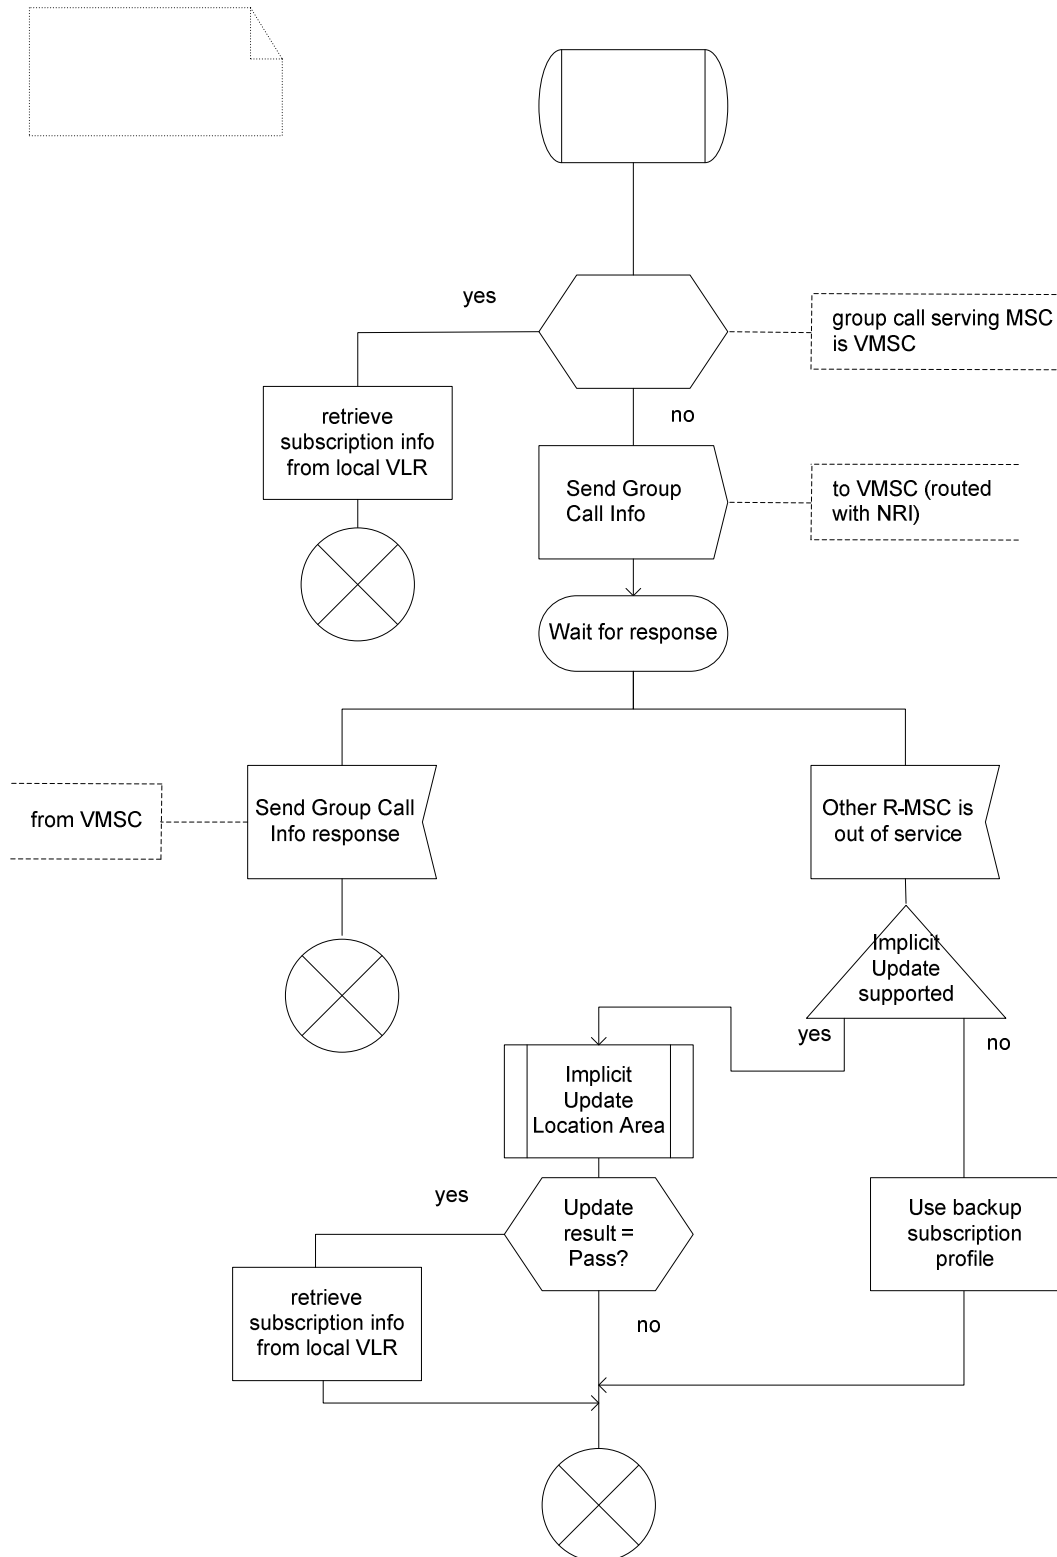 yes
group call serving MSC
is VMSC
retrieve
subscription info
from local VLR
no
Send Group
Call Info
to VMSC (routed
with NRI)
Wait for response
from VMSC
Send Group Call
Info response
Other R-MSC is
out of service
Implicit
Update
supported
yes
no
Implicit
Update
Location Area
yes
Update
result =
Pass?
Use backup
subscription
profile
retrieve
subscription info
from local VLR
no